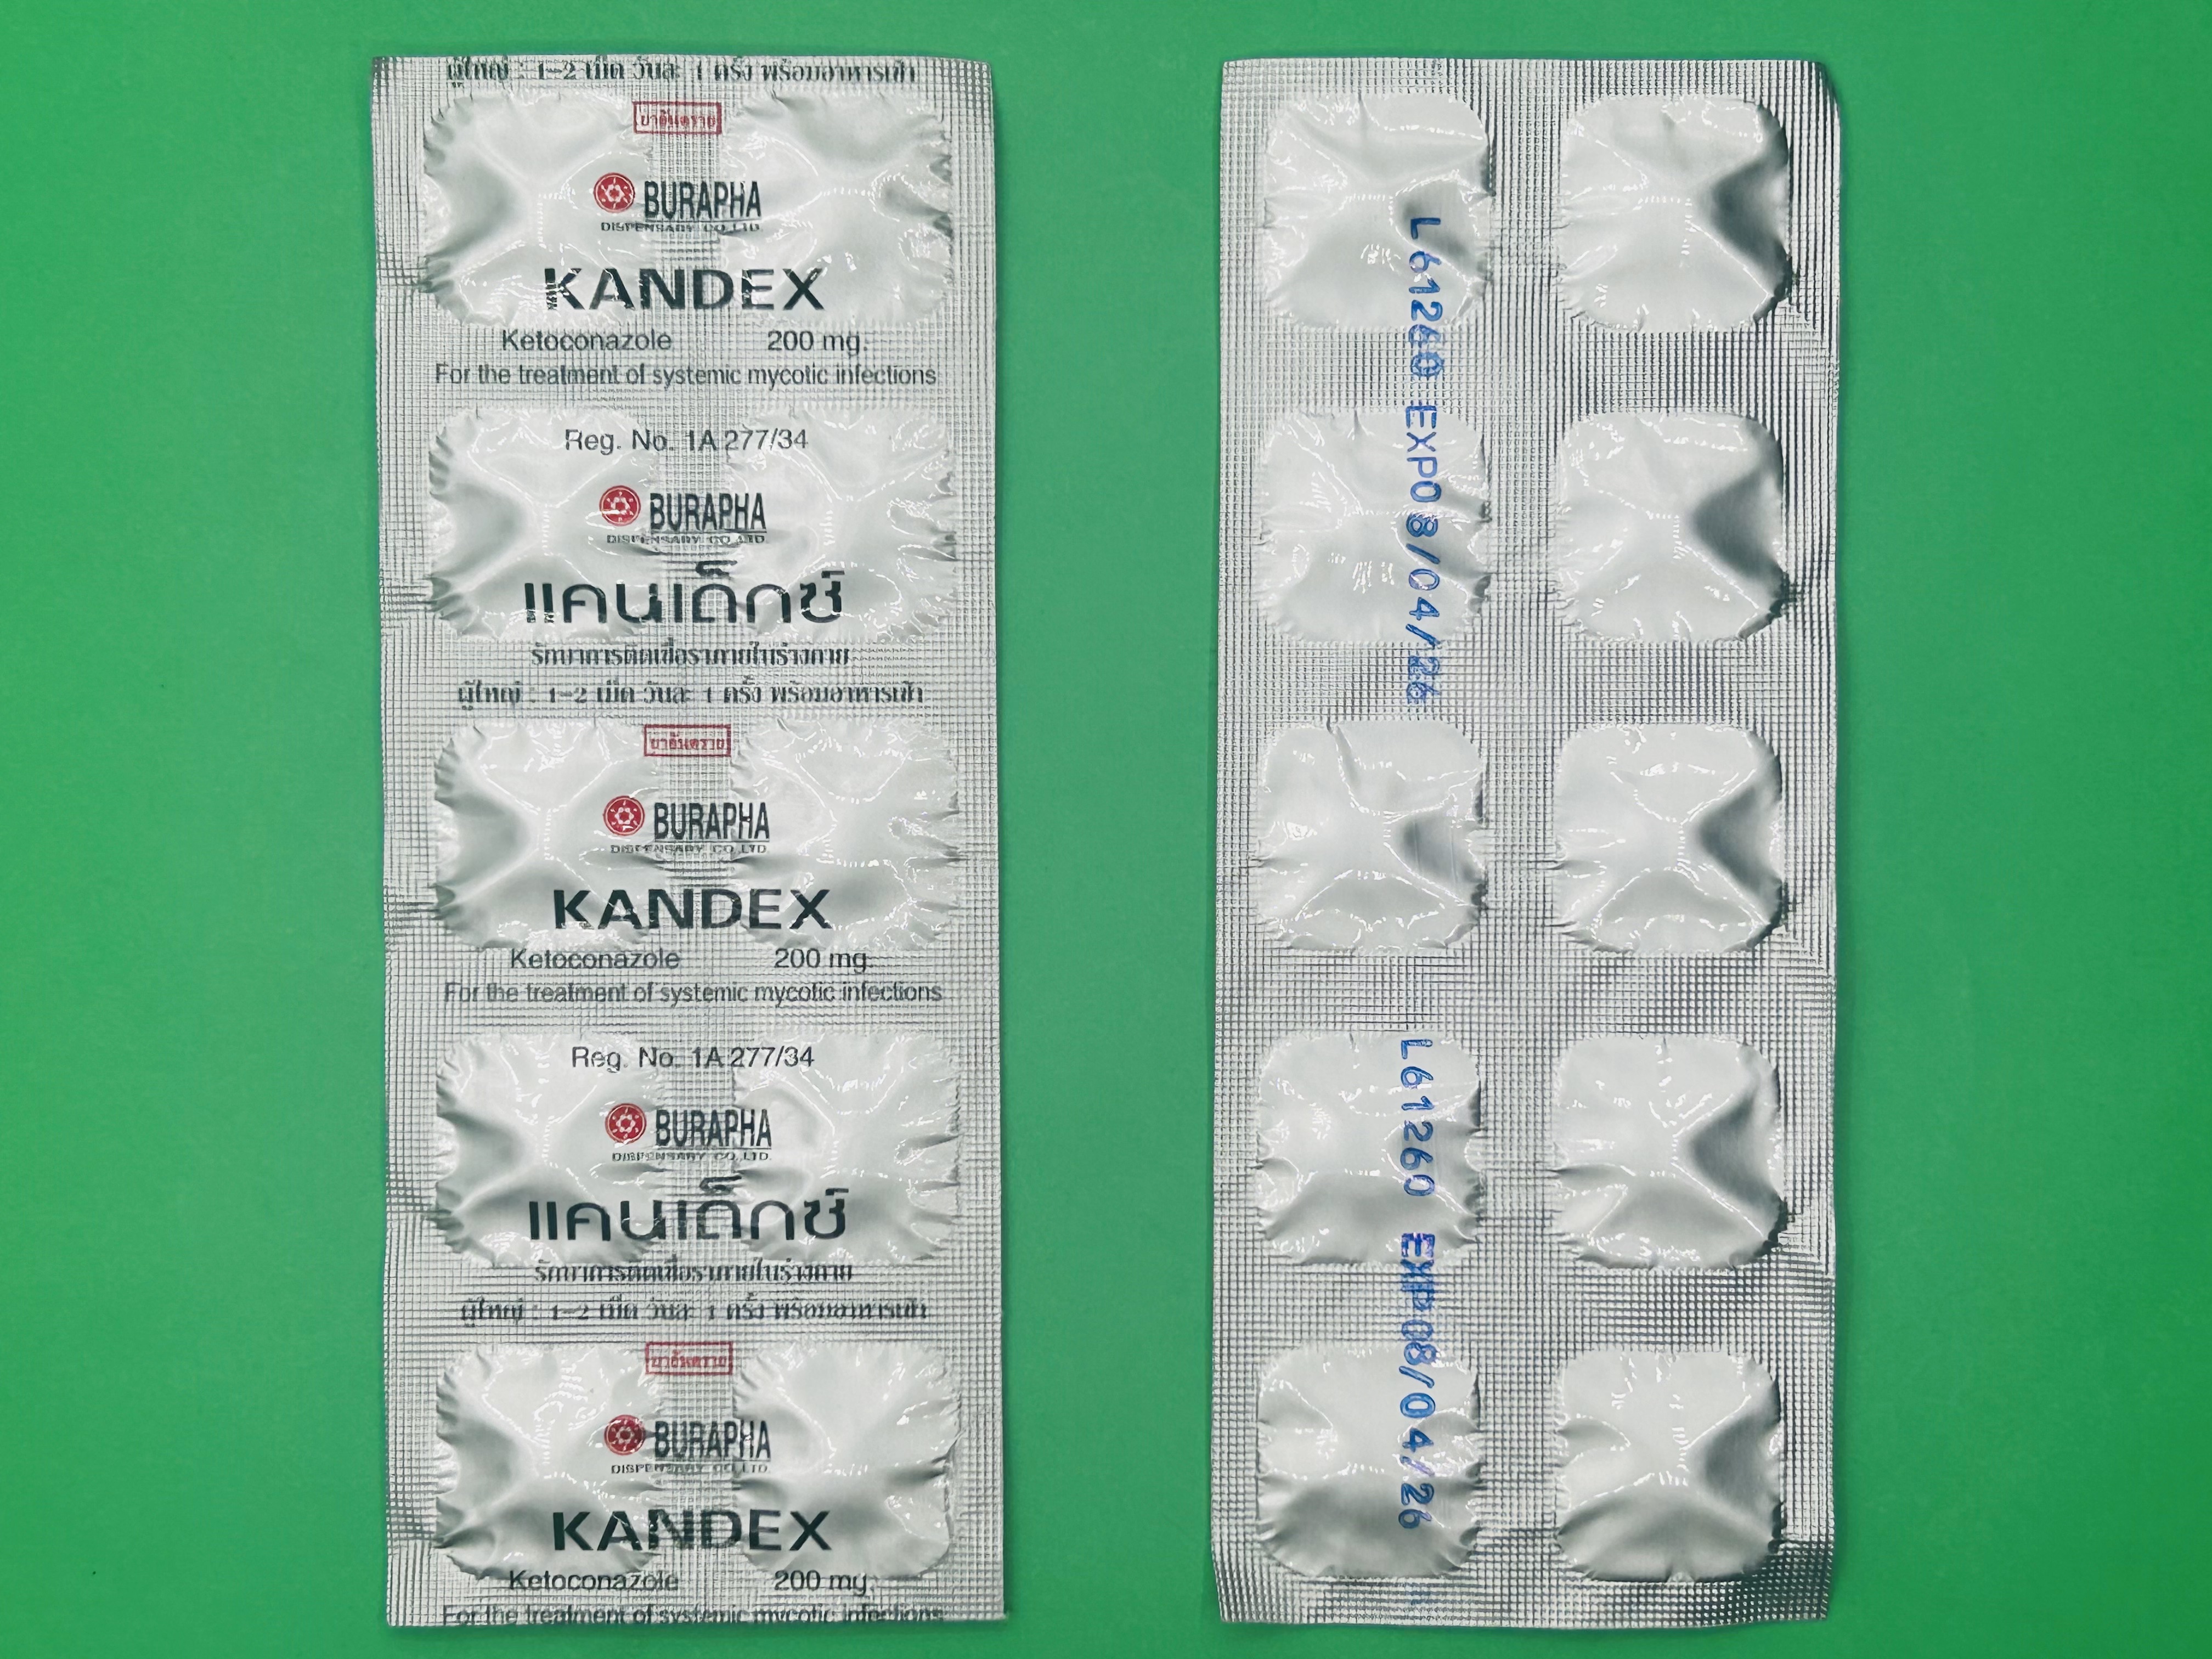 ผู้ใหญ่ : 1-2 เม็ด วันละ 1 ครั้ง พร้อมอาหารเช้า
ยาอันตราย
BURAPHA
DISPENSARY CO.,LTD.
KANDEX
Ketoconazole 200 mg.
For the treatment of systemic mycotic infections
Reg. No. 1A 277/34
BURAPHA
DISPENSARY CO.,LTD.
แคนเด็กซ์
รักษาการติดเชื้อราภายในร่างกาย
ผู้ใหญ่ : 1-2 เม็ด วันละ 1 ครั้ง พร้อมอาหารเช้า
ยาอันตราย
BURAPHA
DISPENSARY CO.,LTD.
KANDEX
Ketoconazole 200 mg.
For the treatment of systemic mycotic infections
Reg. No. 1A 277/34
BURAPHA
DISPENSARY CO.,LTD.
แคนเด็กซ์
รักษาการติดเชื้อราภายในร่างกาย
ผู้ใหญ่ : 1-2 เม็ด วันละ 1 ครั้ง พร้อมอาหารเช้า
ยาอันตราย
BURAPHA
DISPENSARY CO.,LTD.
KANDEX
Ketoconazole 200 mg.
For the treatment of systemic mycotic infections
L61260 EXP08/04/26
L61260 EXP08/04/26